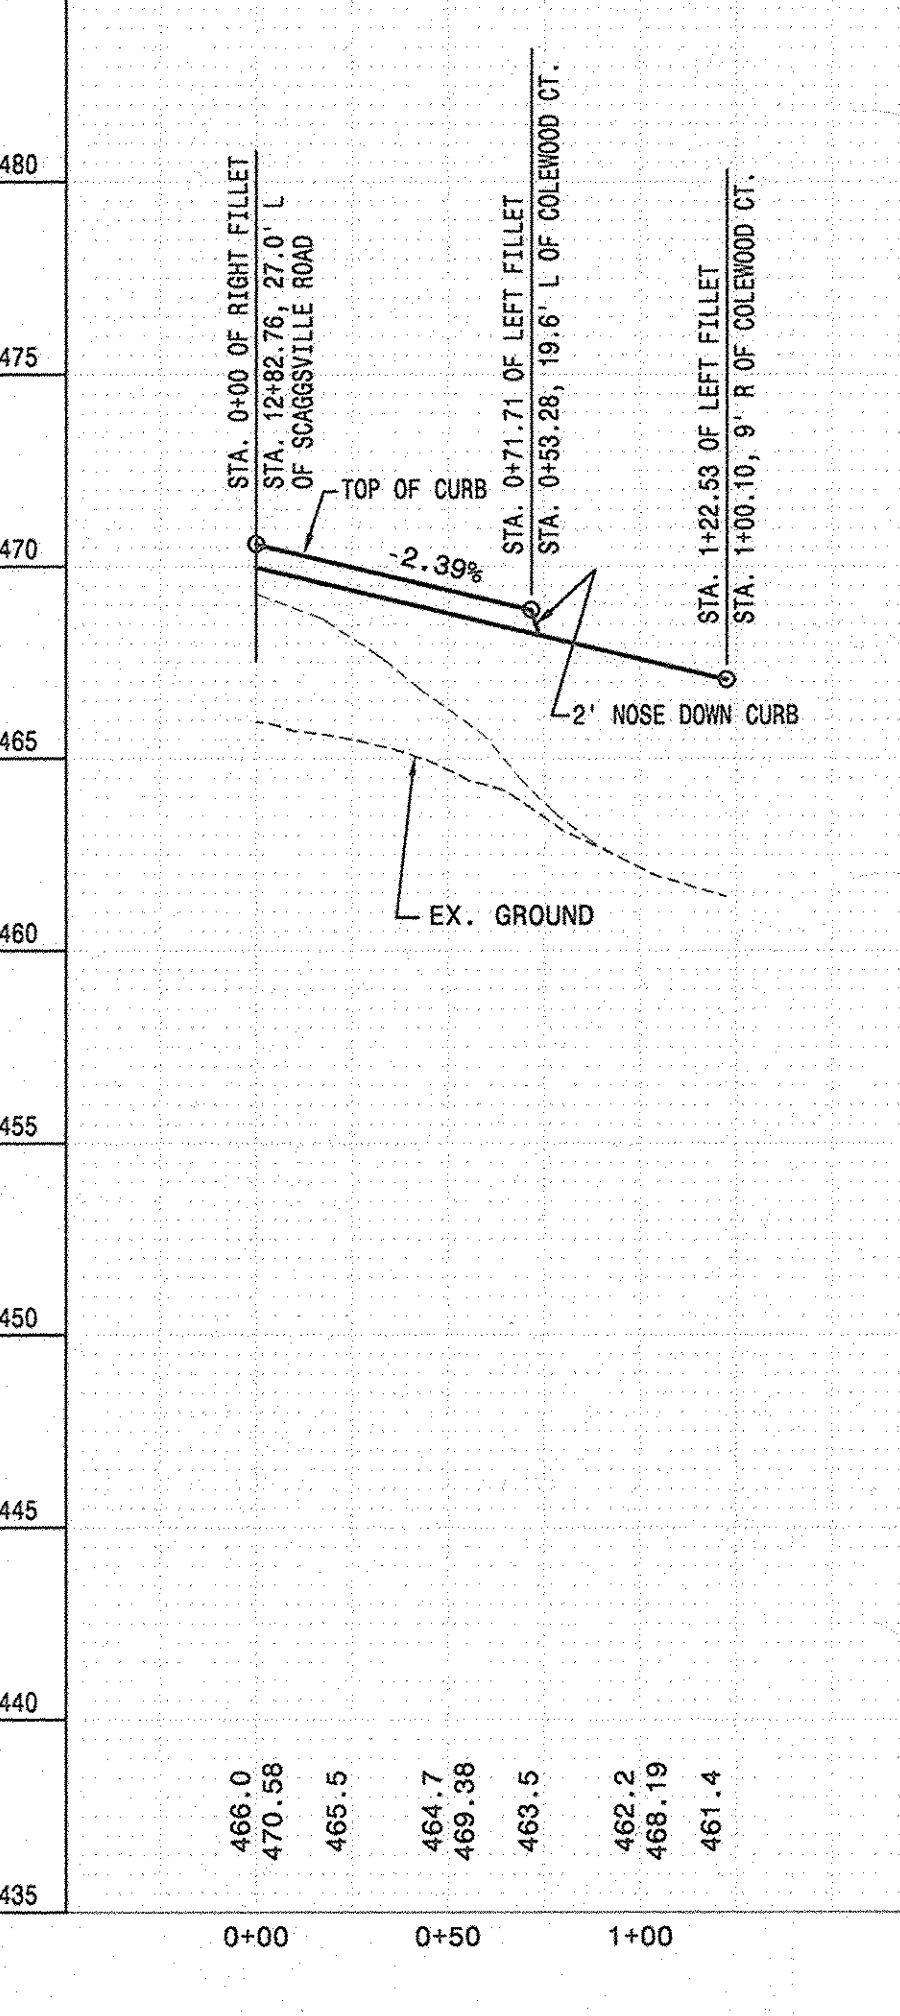 480
475
470
465
460
455
450
445
440
435
STA. 0+00 OF RIGHT FILLET
STA. 12+82.76, 27.0' L
OF SCAGGSVILLE ROAD
STA. 0+71.71 OF LEFT FILLET
STA. 0+53.28, 19.6' L OF COLEWOOD CT.
STA. 1+22.53 OF LEFT FILLET
STA. 1+00.10, 9' R OF COLEWOOD CT.
TOP OF CURB
-2.39%
2' NOSE DOWN CURB
EX. GROUND
466.0
470.58
465.5
464.7
469.38
463.5
462.2
468.19
461.4
0+00
0+50
1+00